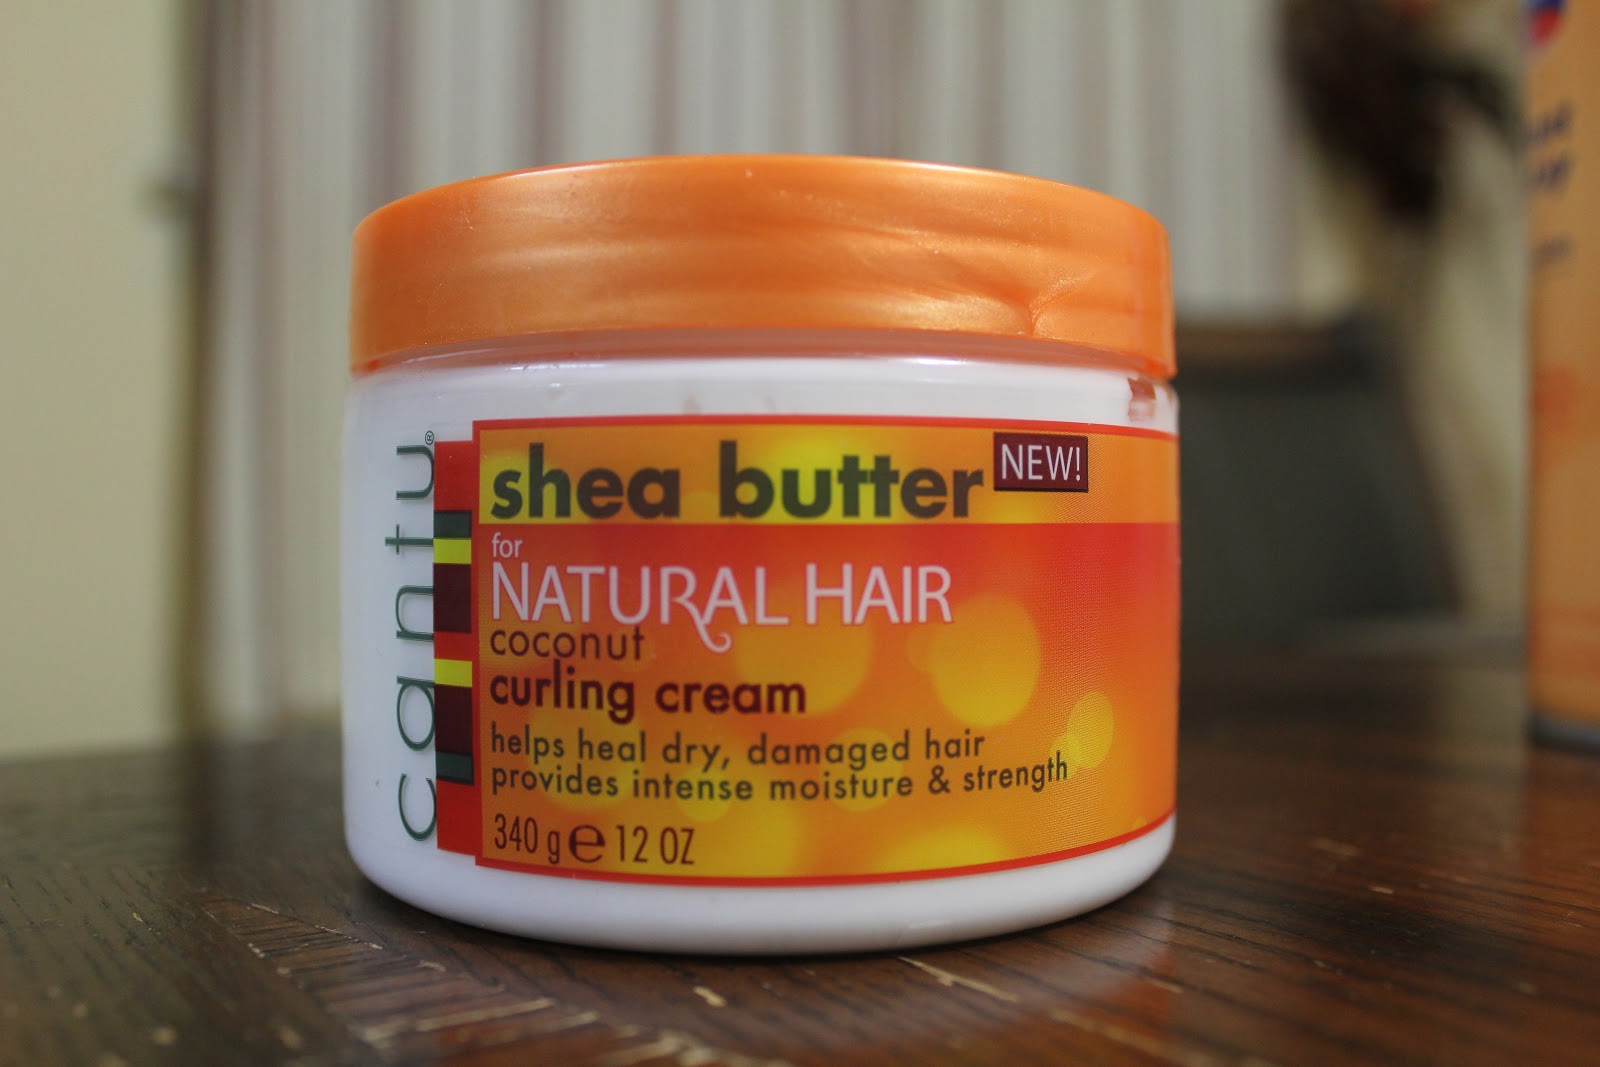 cantu®
shea butter NEW!
for
NATURAL HAIR
coconut
curling cream
helps heal dry, damaged hair
provides intense moisture & strength
340 g e 12 OZ